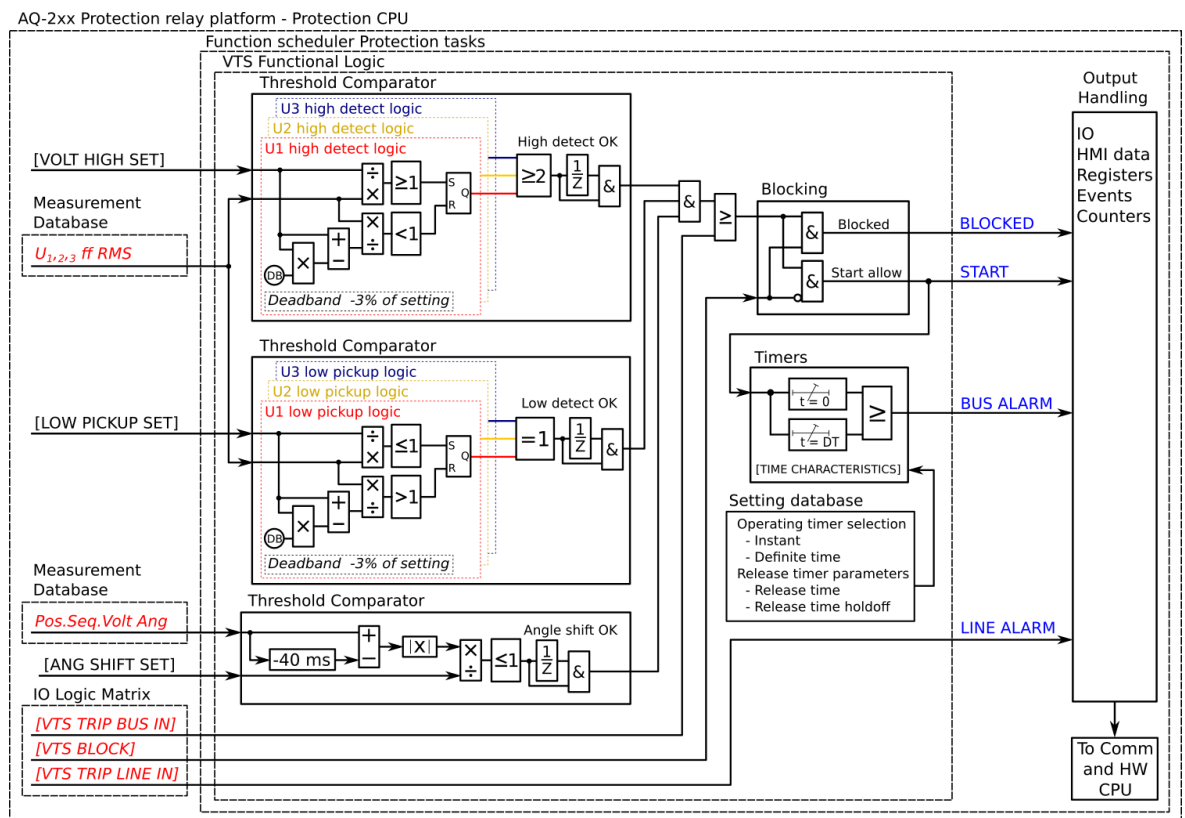 AQ-2xx Protection relay platform - Protection CPU
Function scheduler Protection tasks
VTS Functional Logic
Threshold Comparator
U3 high detect logic
U2 high detect logic
U1 high detect logic
High detect OK
[VOLT HIGH SET]
÷
×
≥1
S
Q
R
≥2
1
Z
&
Measurement
Database
U₁,₂,₃ ff RMS
×
÷
<1
+
−
×
DB
Deadband -3% of setting
&
≥
Blocking
&
Blocked
&
Start allow
BLOCKED
START
Output
Handling
IO
HMI data
Registers
Events
Counters
Threshold Comparator
U3 low pickup logic
U2 low pickup logic
U1 low pickup logic
Low detect OK
[LOW PICKUP SET]
÷
×
≤1
S
Q
R
=1
1
Z
&
×
÷
>1
+
−
×
DB
Deadband -3% of setting
Timers
t = 0
t = DT
≥
[TIME CHARACTERISTICS]
BUS ALARM
Setting database
Operating timer selection
- Instant
- Definite time
Release timer parameters
- Release time
- Release time holdoff
Measurement
Database
Pos.Seq.Volt Ang
Threshold Comparator
Angle shift OK
-40 ms
+
−
|X|
×
÷
≤1
1
Z
&
[ANG SHIFT SET]
LINE ALARM
IO Logic Matrix
[VTS TRIP BUS IN]
[VTS BLOCK]
[VTS TRIP LINE IN]
To Comm
and HW
CPU